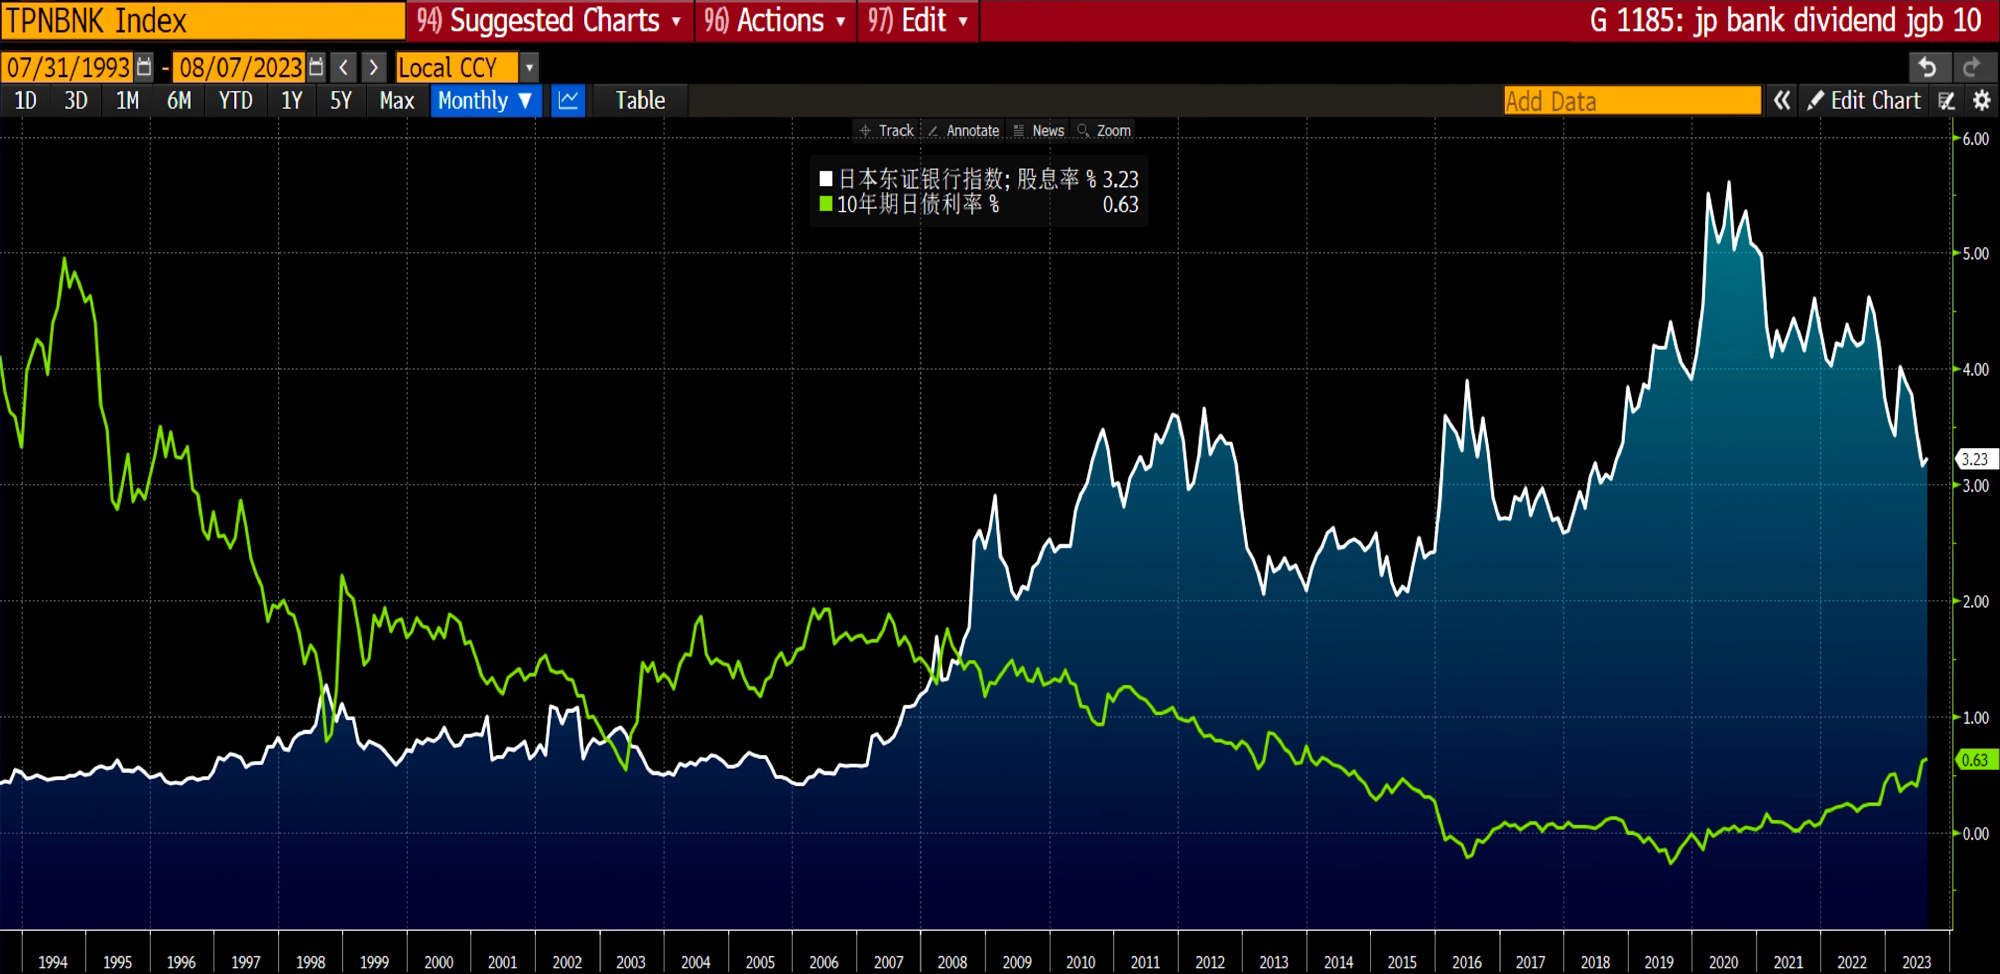 TPNBNK Index 94) Suggested Charts 96) Actions 97) Edit G 1185: jp bank dividend jgb 10
07/31/1993 - 08/07/2023 Local CCY
1D 3D 1M 6M YTD 1Y 5Y Max Monthly Table Add Data Edit Chart
Track Annotate News Zoom
日本东证银行指数; 股息率 % 3.23
10年期日债利率 % 0.63
6.00
5.00
4.00
3.23
3.00
2.00
1.00
0.63
0.00
1994 1995 1996 1997 1998 1999 2000 2001 2002 2003 2004 2005 2006 2007 2008 2009 2010 2011 2012 2013 2014 2015 2016 2017 2018 2019 2020 2021 2022 2023